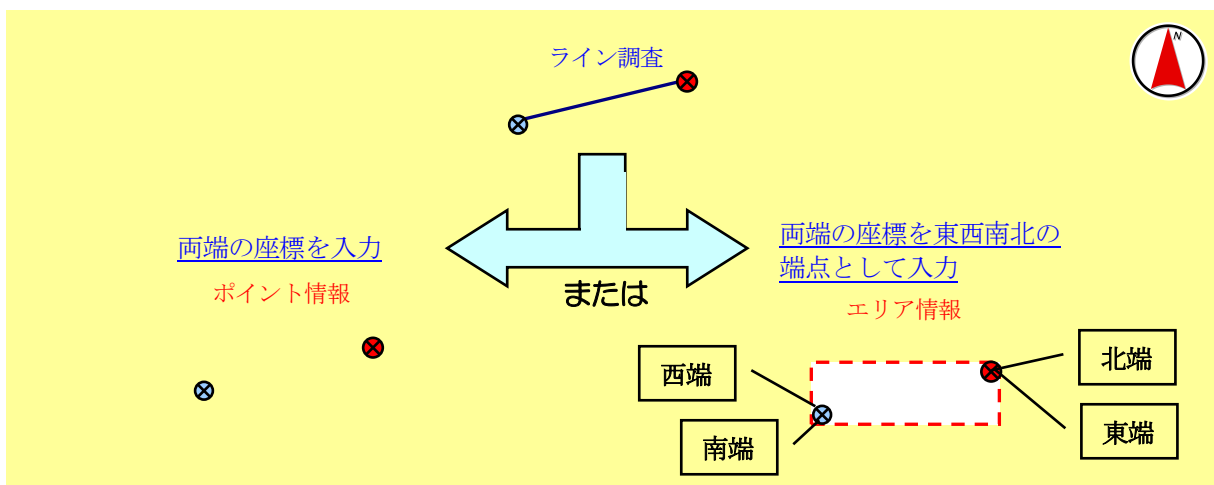 ライン調査
N
両端の座標を入力
ポイント情報
または
両端の座標を東西南北の
端点として入力
エリア情報
西端
南端
北端
東端